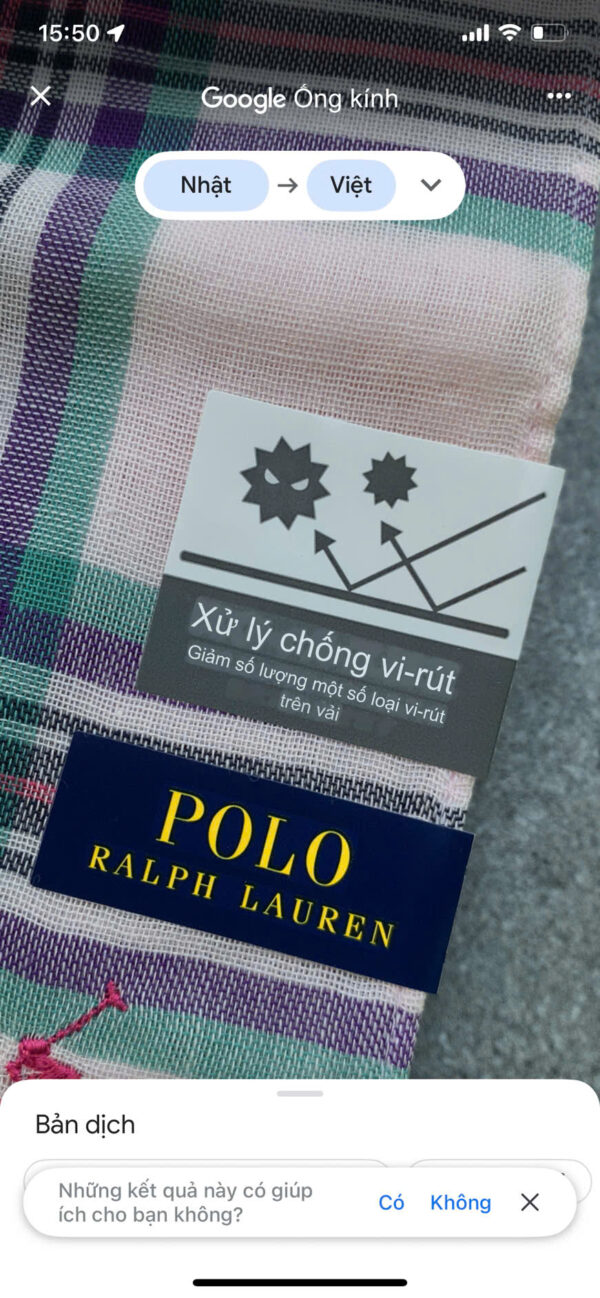 15:50
Google Ống kính
Nhật → Việt
Xử lý chống vi-rút
Giảm số lượng một số loại vi-rút
trên vải
POLO
RALPH LAUREN
Bản dịch
Những kết quả này có giúp
ích cho bạn không?
Có
Không